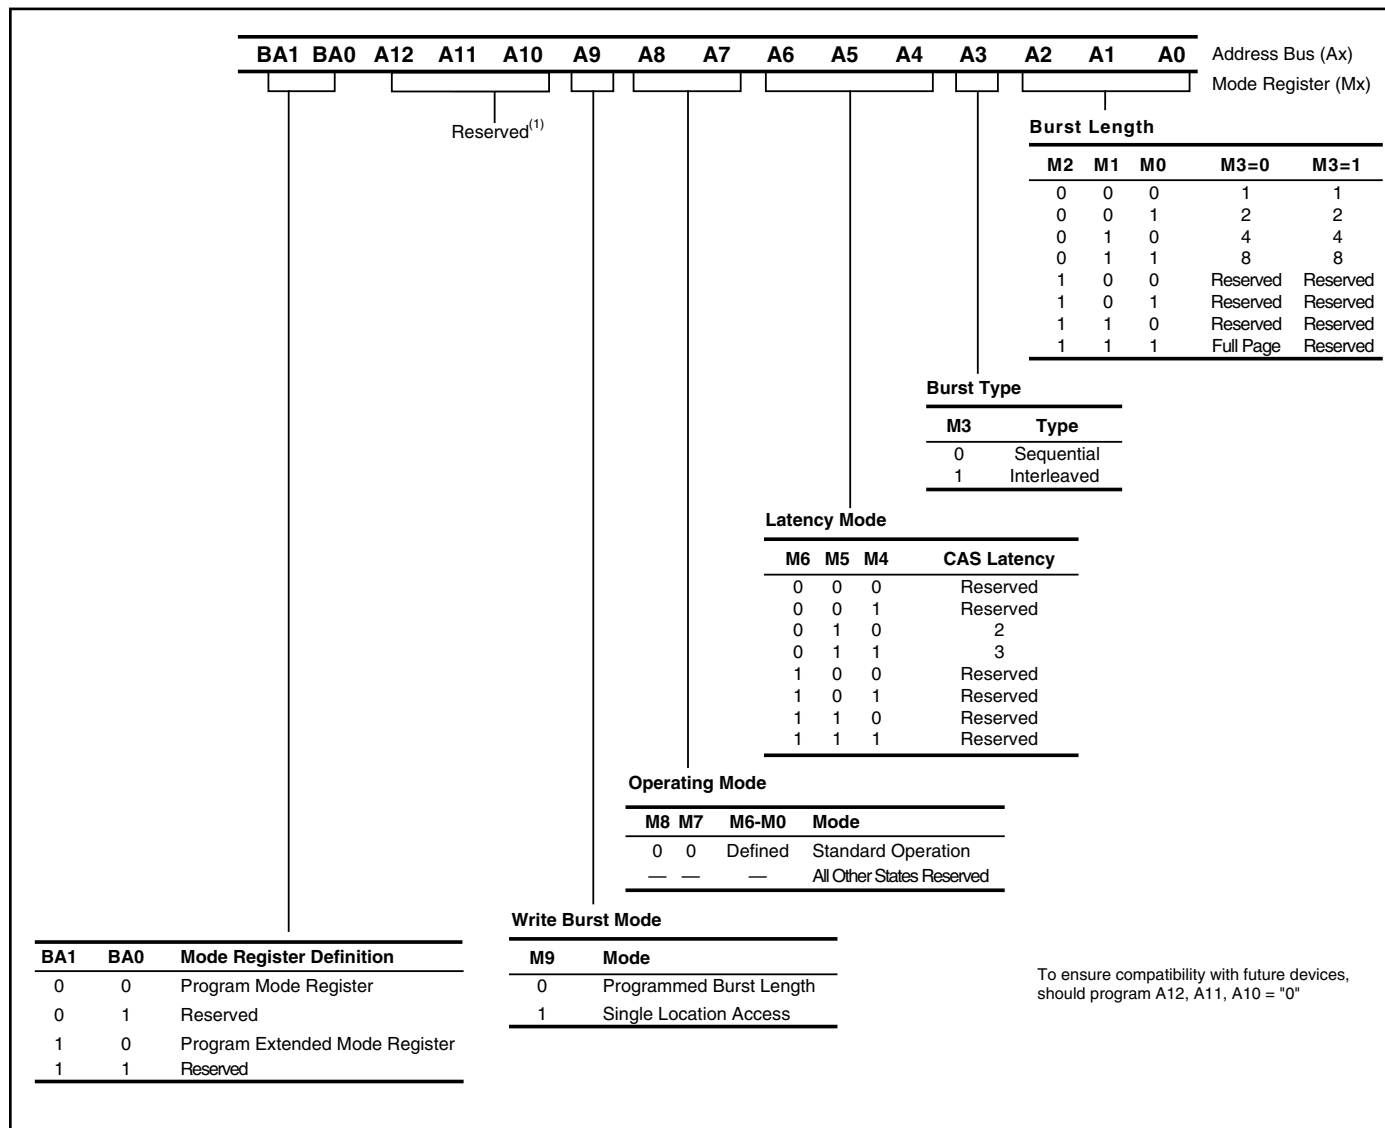 BA1 BA0 A12 A11 A10 A9 A8 A7 A6 A5 A4 A3 A2 A1 A0 Address Bus (Ax)
Mode Register (Mx)
Reserved(1)
Burst Length
M2 M1 M0 M3=0 M3=1
0 0 0 1 1
0 0 1 2 2
0 1 0 4 4
0 1 1 8 8
1 0 0 Reserved Reserved
1 0 1 Reserved Reserved
1 1 0 Reserved Reserved
1 1 1 Full Page Reserved
Burst Type
M3 Type
0 Sequential
1 Interleaved
Latency Mode
M6 M5 M4 CAS Latency
0 0 0 Reserved
0 0 1 Reserved
0 1 0 2
0 1 1 3
1 0 0 Reserved
1 0 1 Reserved
1 1 0 Reserved
1 1 1 Reserved
Operating Mode
M8 M7 M6-M0 Mode
0 0 Defined Standard Operation
— — — All Other States Reserved
Write Burst Mode
M9 Mode
0 Programmed Burst Length
1 Single Location Access
BA1 BA0 Mode Register Definition
0 0 Program Mode Register
0 1 Reserved
1 0 Program Extended Mode Register
1 1 Reserved
To ensure compatibility with future devices,
should program A12, A11, A10 = "0"